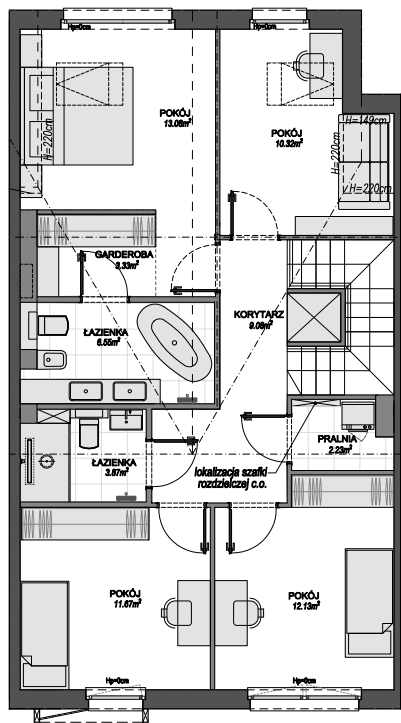 Hp=0cm
Hp=0cm
POKÓJ
13.08m²
POKÓJ
10.32m²
H=149cm
H=220cm
H=220cm
H=220cm
GARDEROBA
3.33m²
KORYTARZ
9.08m²
ŁAZIENKA
6.55m²
PRALNIA
2.23m²
ŁAZIENKA
3.87m²
lokalizacja szafki
rozdzielczej c.o.
POKÓJ
11.67m²
POKÓJ
12.13m²
Hp=0cm
Hp=0cm